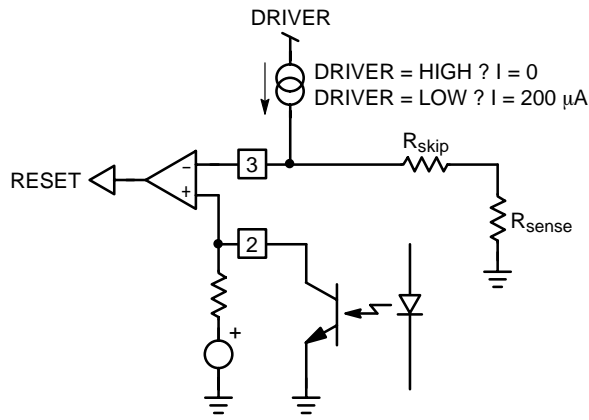 DRIVER
DRIVER = HIGH ? I = 0
DRIVER = LOW ? I = 200 μA
Rskip
3
RESET
−
+
Rsense
2
+